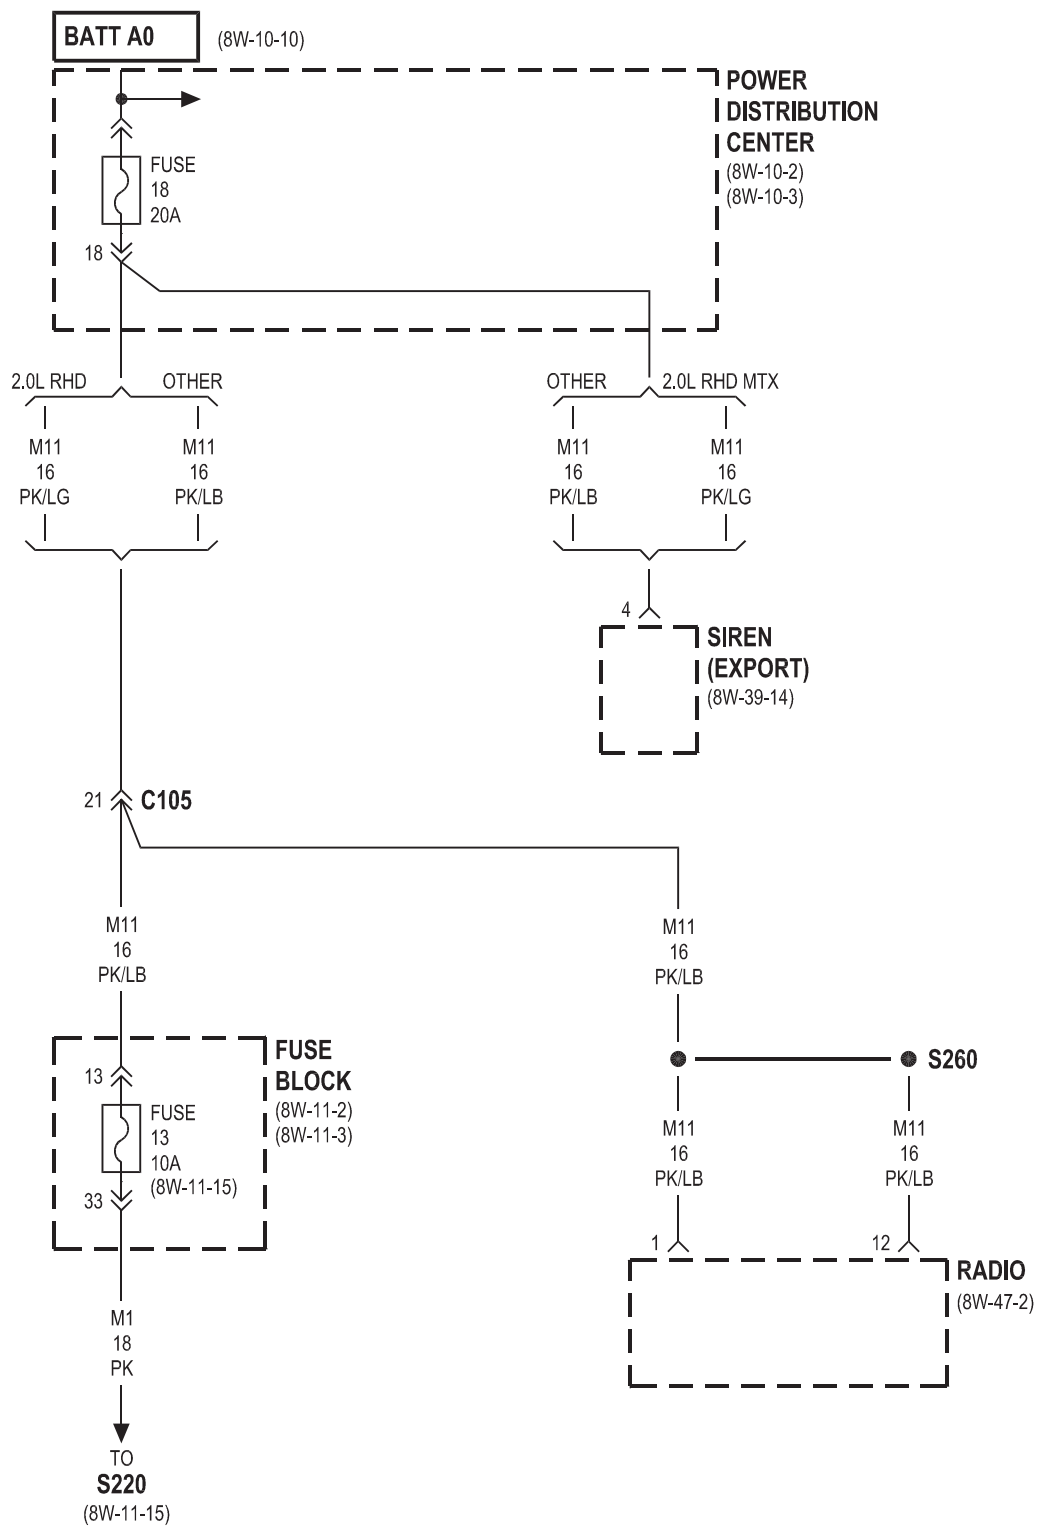 BATT A0
(8W-10-10)
POWER
DISTRIBUTION
CENTER
(8W-10-2)
(8W-10-3)
FUSE
18
20A
18
2.0L RHD
OTHER
M11
16
PK/LG
M11
16
PK/LB
OTHER
2.0L RHD MTX
M11
16
PK/LB
M11
16
PK/LG
4
SIREN
(EXPORT)
(8W-39-14)
21
C105
M11
16
PK/LB
M11
16
PK/LB
FUSE
BLOCK
(8W-11-2)
(8W-11-3)
13
FUSE
13
10A
(8W-11-15)
33
S260
M11
16
PK/LB
M11
16
PK/LB
1
12
RADIO
(8W-47-2)
M1
18
PK
TO
S220
(8W-11-15)